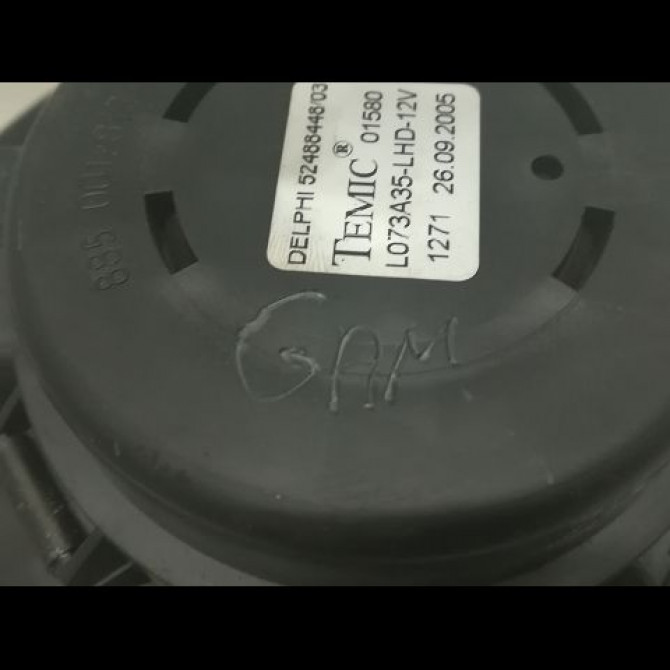 DELPHI 52488448/03
TEMIC® 01580
L073A35-LHD-12V
1271 26.09.2005
GAM